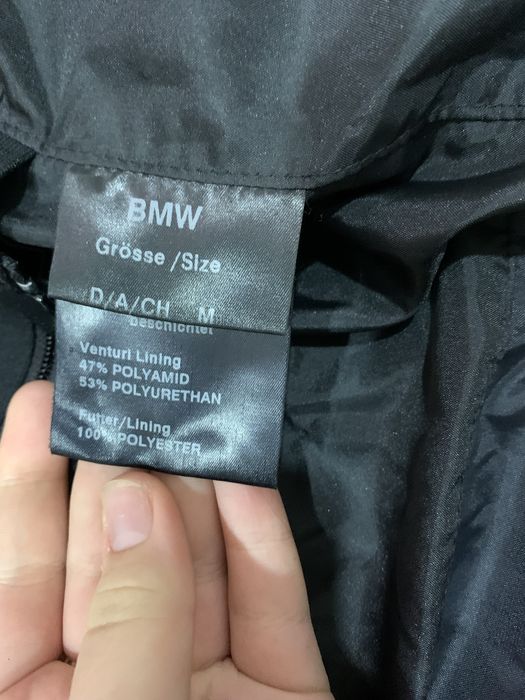 BMW
Grösse /Size
D/A/CH M
Beschichtet
Venturi Lining
47% POLYAMID
53% POLYURETHAN
Futter/Lining
100% POLYESTER